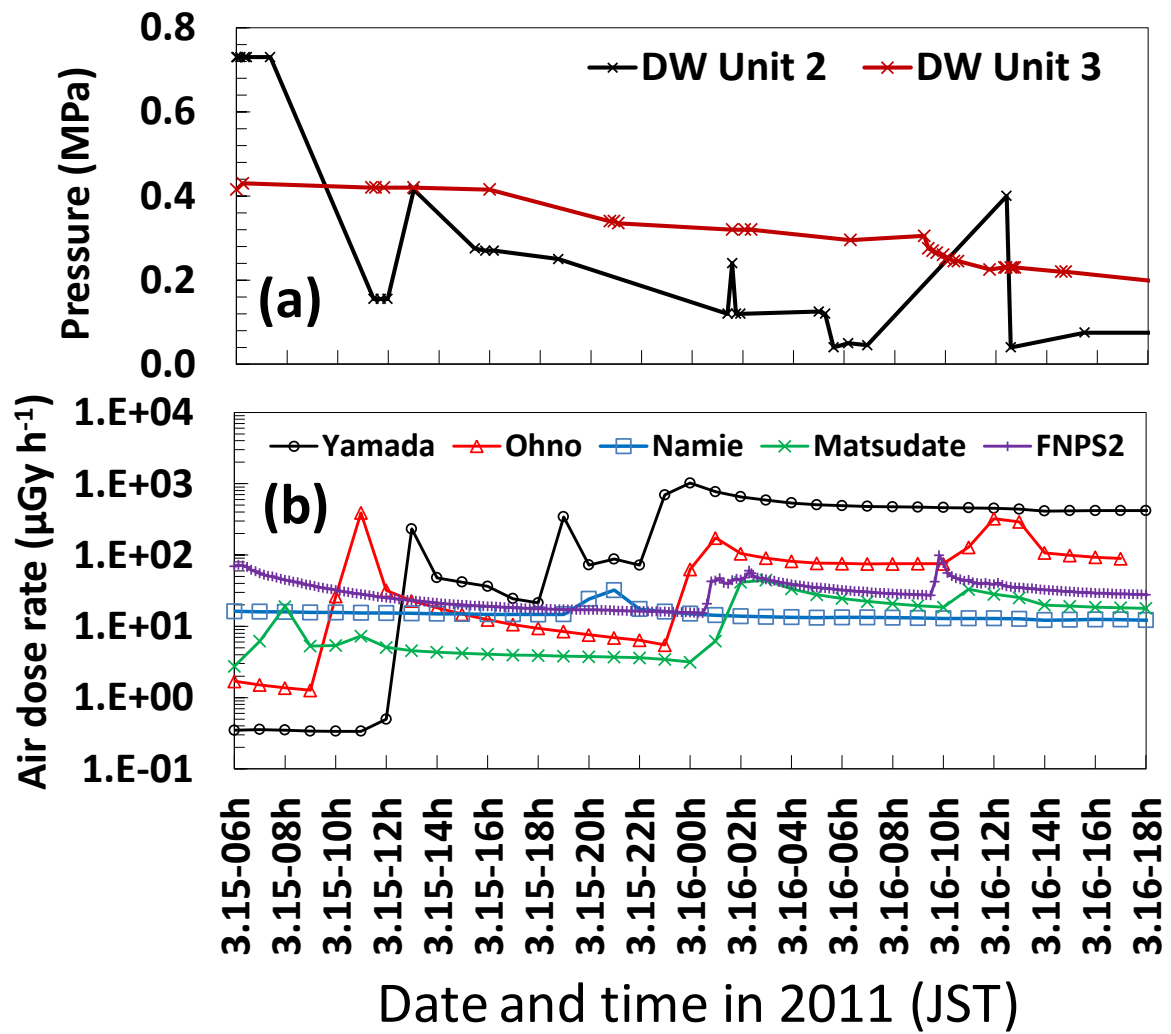 0.8
0.6
0.4
0.2
0.0
Pressure (MPa)
DW Unit 2 DW Unit 3
(a)
1.E+04
1.E+03
1.E+02
1.E+01
1.E+00
1.E-01
Air dose rate (µGy h-1)
Yamada Ohno Namie Matsudate FNPS2
(b)
3.15-06h
3.15-08h
3.15-10h
3.15-12h
3.15-14h
3.15-16h
3.15-18h
3.15-20h
3.15-22h
3.16-00h
3.16-02h
3.16-04h
3.16-06h
3.16-08h
3.16-10h
3.16-12h
3.16-14h
3.16-16h
3.16-18h
Date and time in 2011 (JST)